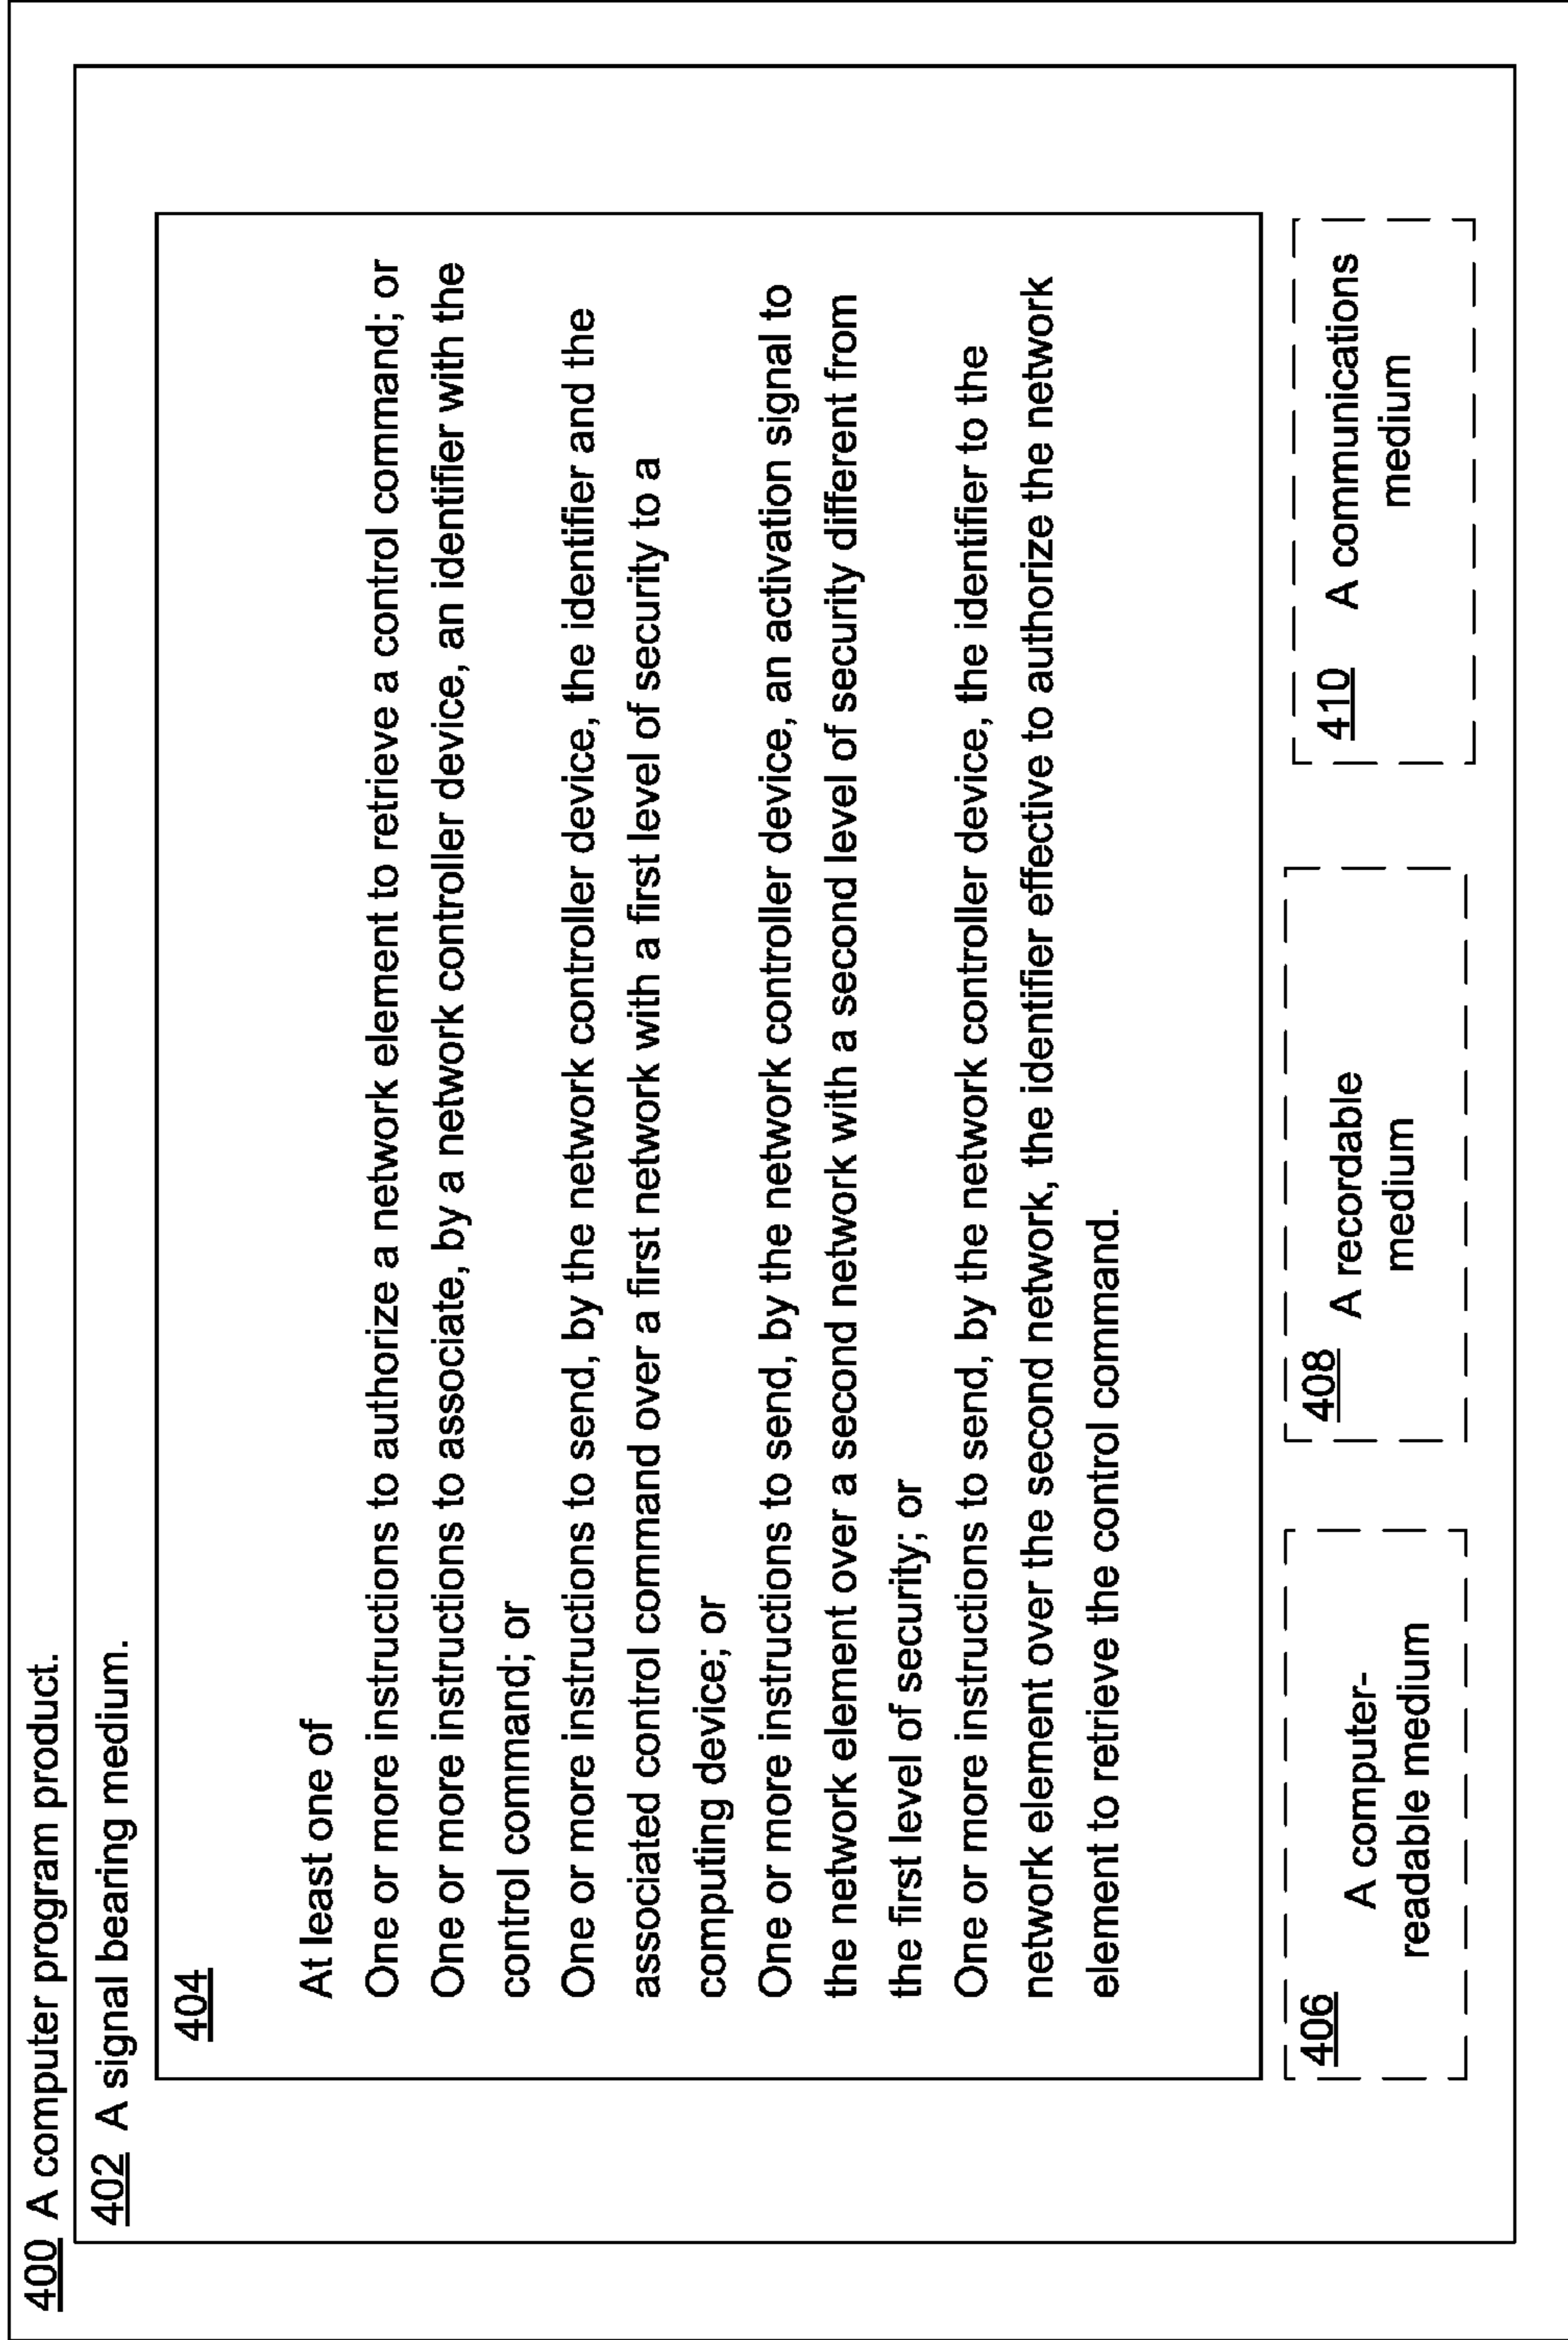 400 A computer program product.
402 A signal bearing medium.
404
At least one of
One or more instructions to authorize a network element to retrieve a control command; or
One or more instructions to associate, by a network controller device, an identifier with the
control command; or
One or more instructions to send, by the network controller device, the identifier and the
associated control command over a first network with a first level of security to a
computing device; or
One or more instructions to send, by the network controller device, an activation signal to
the network element over a second network with a second level of security different from
the first level of security; or
One or more instructions to send, by the network controller device, the identifier to the
network element over the second network, the identifier effective to authorize the network
element to retrieve the control command.
406 A computer-
readable medium
408 A recordable
medium
410 A communications
medium